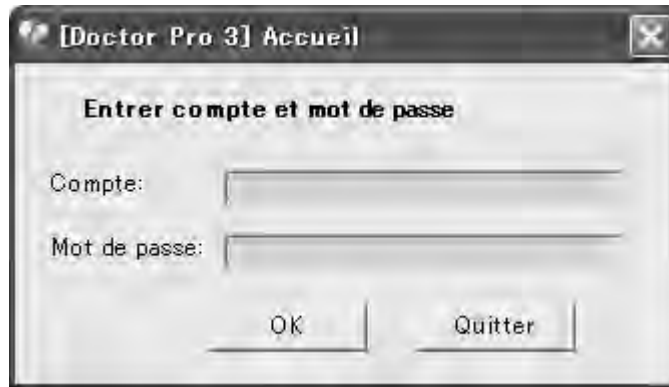 [Doctor Pro 3] Accueil
Entrer compte et mot de passe
Compte:
Mot de passe:
OK Quitter